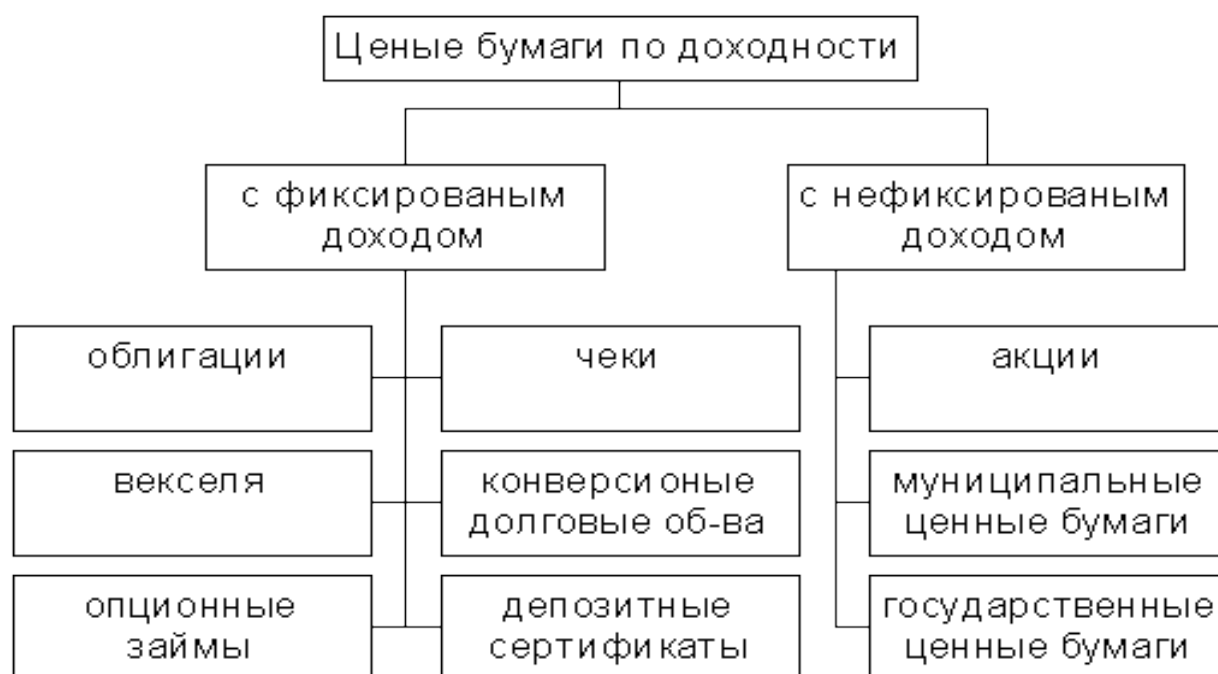 Ценые бумаги по доходности
с фиксированым
доходом
с нефиксированым
доходом
облигации
чеки
акции
векселя
конверсионые
долговые об-ва
муниципальные
ценные бумаги
опционные
займы
депозитные
сертификаты
государственные
ценные бумаги